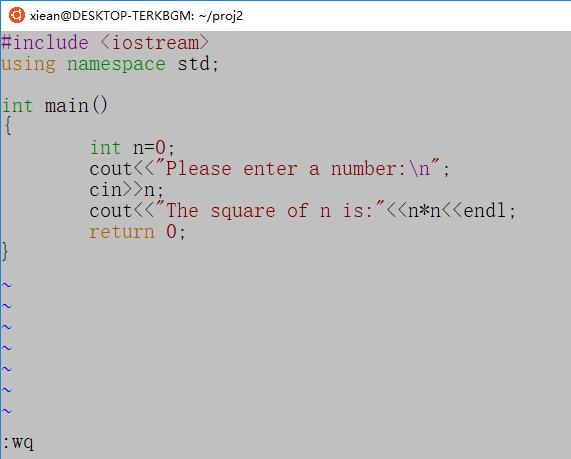 xiean@DESKTOP-TERKBGM: ~/proj2
#include <iostream>
using namespace std;
int main()
{
        int n=0;
        cout<<"Please enter a number:\n";
        cin>>n;
        cout<<"The square of n is:"<<n*n<<endl;
        return 0;
}
~
~
~
~
~
~
~
:wq